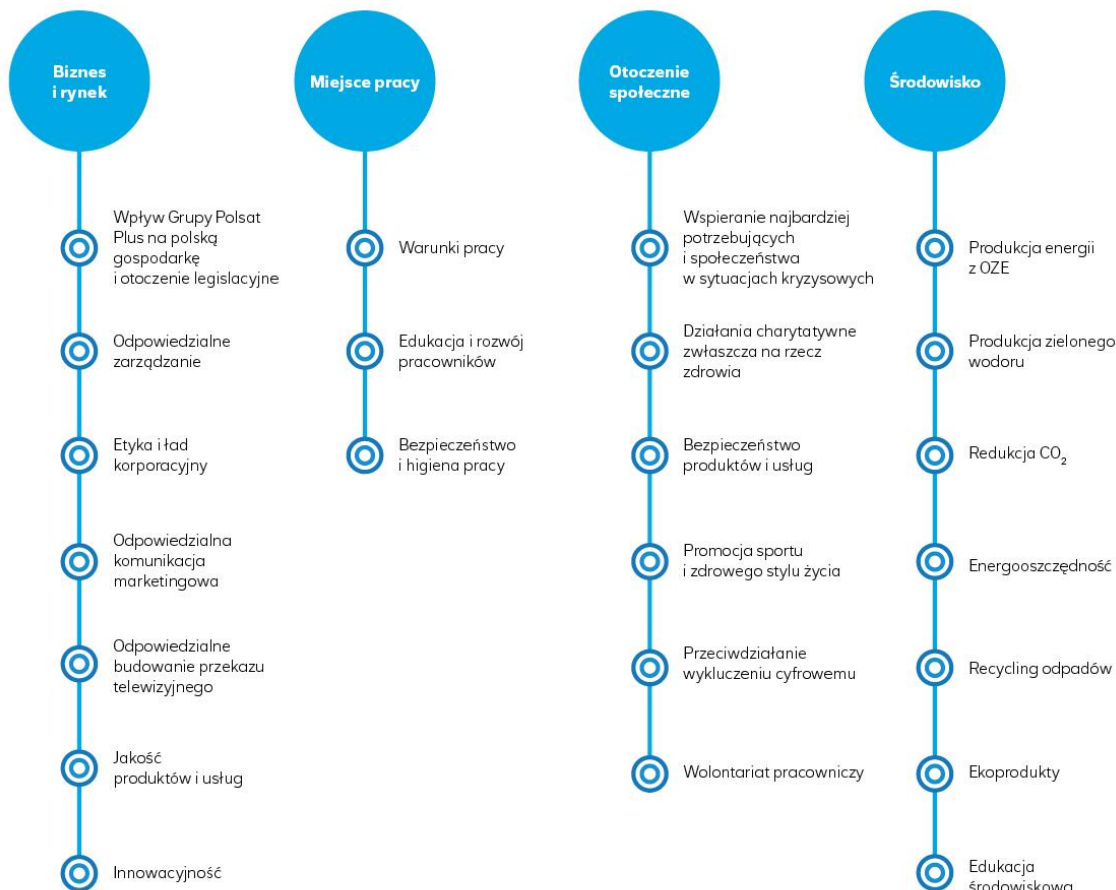 Biznes
i rynek
Wpływ Grupy Polsat
Plus na polską
gospodarkę
i otoczenie legislacyjne
Odpowiedzialne
zarządzanie
Etyka i ład
korporacyjny
Odpowiedzialna
komunikacja
marketingowa
Odpowiedzialne
budowanie przekazu
telewizyjnego
Jakość
produktów i usług
Innowacyjność
Miejsce pracy
Warunki pracy
Edukacja i rozwój
pracowników
Bezpieczeństwo
i higiena pracy
Otoczenie
społeczne
Wspieranie najbardziej
potrzebujących
i społeczeństwa
w sytuacjach kryzysowych
Działania charytatywne
zwłaszcza na rzecz
zdrowia
Bezpieczeństwo
produktów i usług
Promocja sportu
i zdrowego stylu życia
Przeciwdziałanie
wykluczeniu cyfrowemu
Wolontariat pracowniczy
Środowisko
Produkcja energii
z OZE
Produkcja zielonego
wodoru
Redukcja CO₂
Energooszczędność
Recycling odpadów
Ekoprodukty
Edukacja
środowiskowa